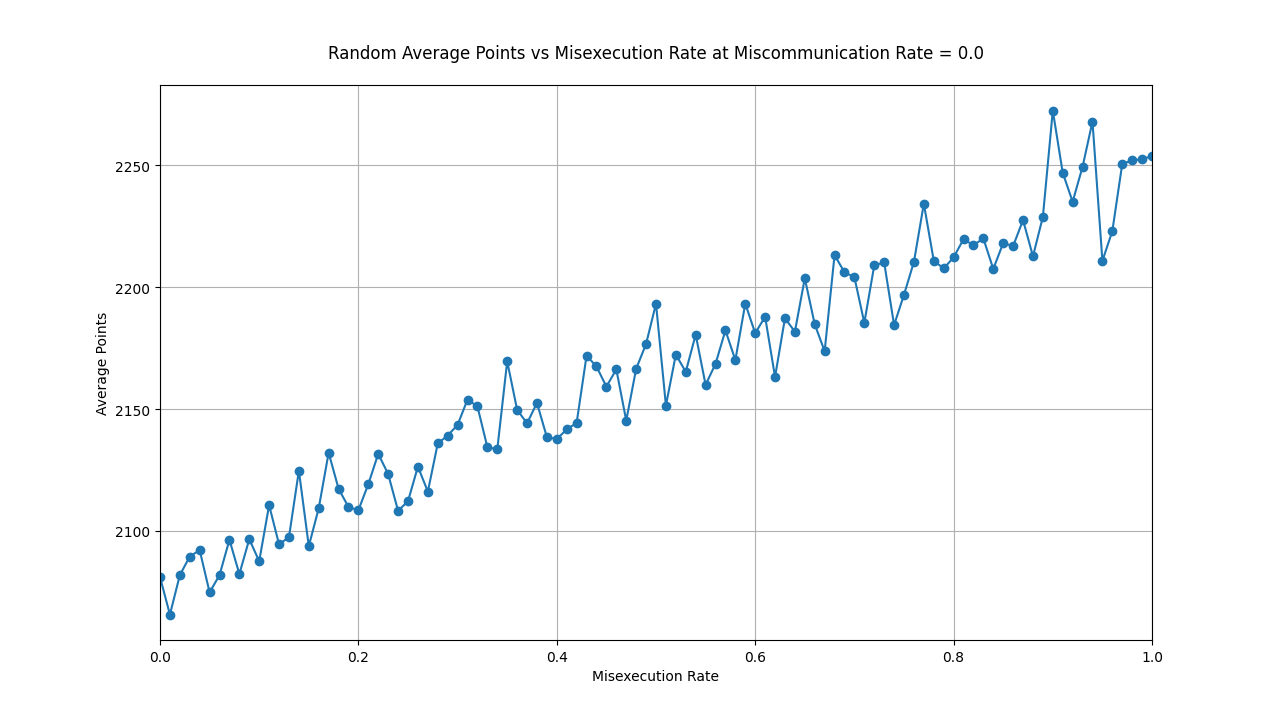 Random Average Points vs Misexecution Rate at Miscommunication Rate = 0.0
2250
2200
2150
2100
Average Points
0.0 0.2 0.4 0.6 0.8 1.0
Misexecution Rate